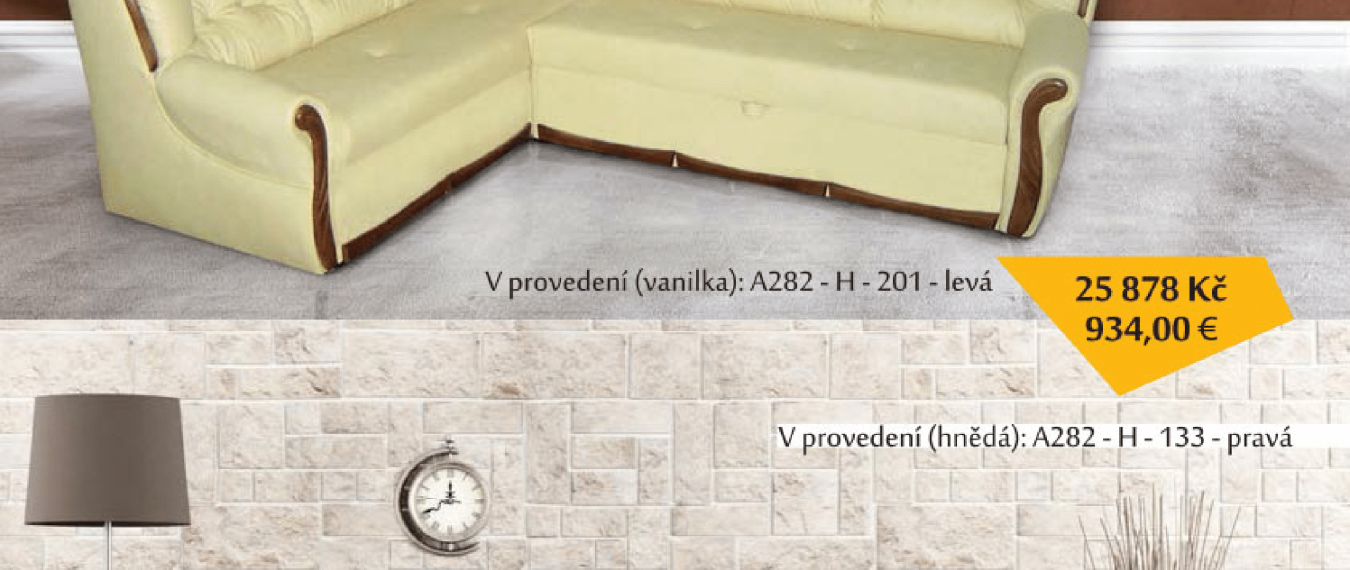 V provedení (vanilka): A282 - H - 201 - levá
25 878 Kč
934,00 €
V provedení (hnědá): A282 - H - 133 - pravá